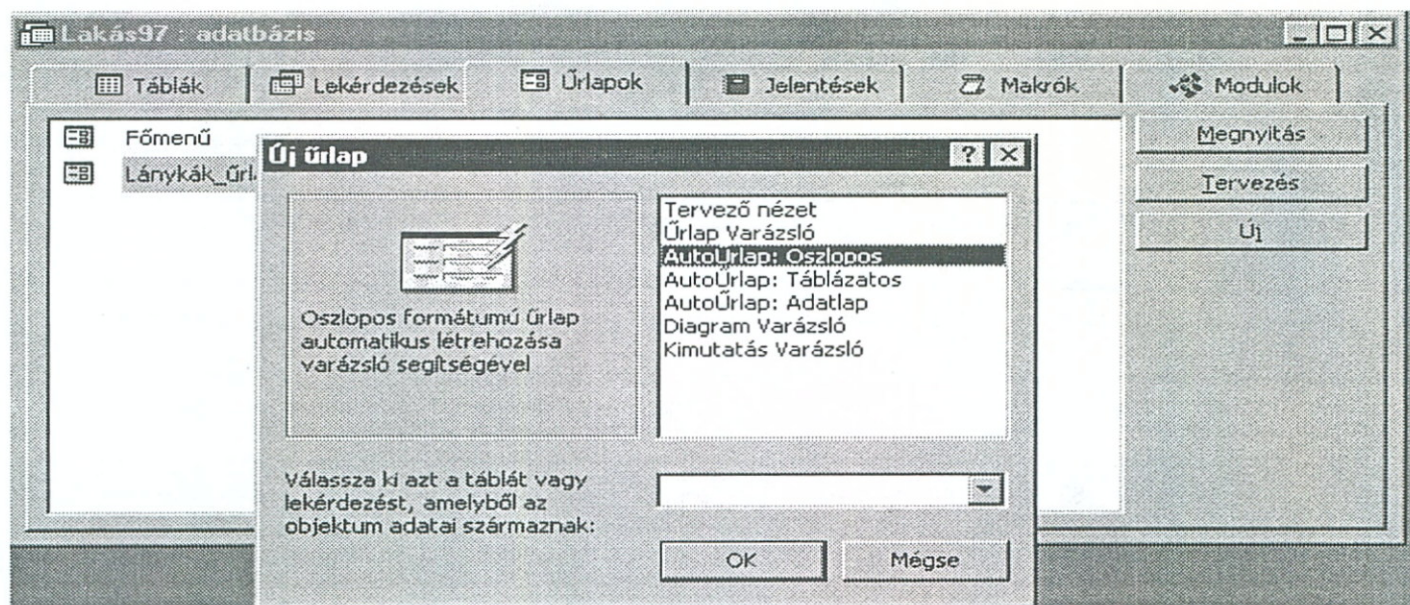 Lakás97 : adatbázis
Táblák Lekérdezések Űrlapok Jelentések Makrók Modulok
Főmenű
Lánykák_űrl
Megnyitás
Tervezés
Új
Új űrlap
Oszlopos formátumú űrlap
automatikus létrehozása
varázsló segítségével
Tervező nézet
Űrlap Varázsló
AutoŰrlap: Oszlopos
AutoŰrlap: Táblázatos
AutoŰrlap: Adatlap
Diagram Varázsló
Kimutatás Varázsló
Válassza ki azt a táblát vagy
lekérdezést, amelyből az
objektum adatai származnak:
OK Mégse